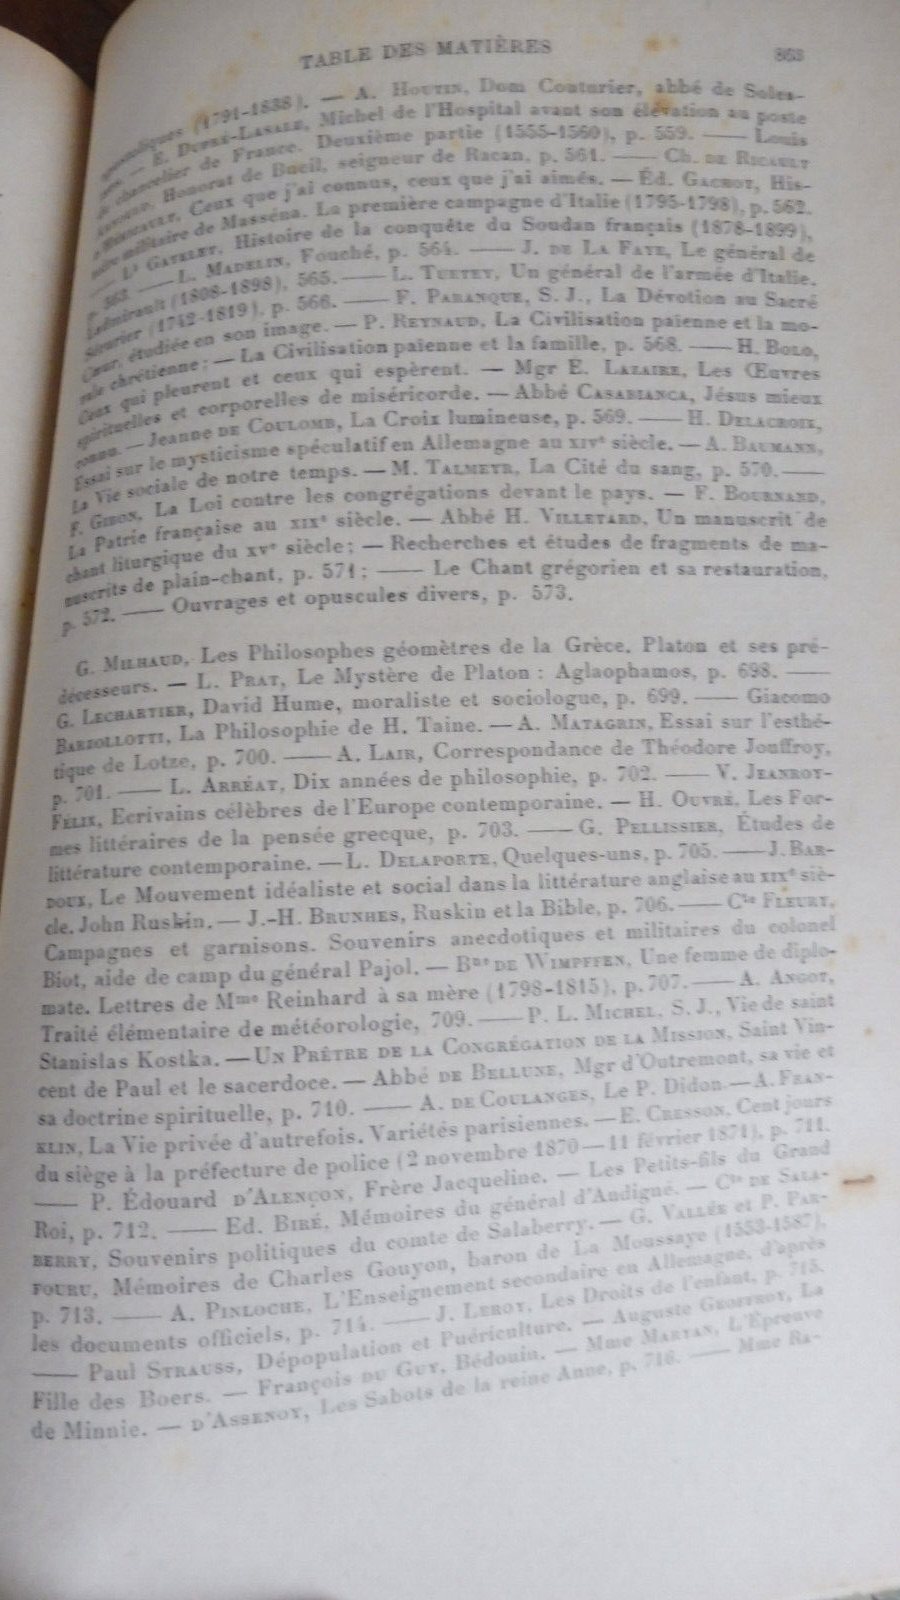 TABLE DES MATIÈRES 863
apostoliques (1791-1838). — A. HOUTIN, Dom Couturier, abbé de Soles-
mes. — E. DUPRÉ-LASALE, Michel de l'Hospital avant son élévation au poste
de chancelier de France. Deuxième partie (1555-1560), p. 559. —— Louis
ARNOULD, Honorat de Bueil, seigneur de Racan, p. 561. —— Ch. DE RICAULT
D'HÉRICAULT, Ceux que j'ai connus, ceux que j'ai aimés. — Éd. GACHOT, His-
toire militaire de Masséna. La première campagne d'Italie (1795-1798), p. 562.
—— Lt GATELET, Histoire de la conquête du Soudan français (1878-1899),
p. 563. — L. MADELIN, Fouché, p. 564. —— J. DE LA FAYE, Le général de
Ladmirault (1808-1898), 565. —— L. TUETEY, Un général de l'armée d'Italie.
Sérurier (1742-1819), p. 566. —— F. PARANQUE, S. J., La Dévotion au Sacré
Cœur, étudiée en son image. — P. REYNAUD, La Civilisation païenne et la mo-
rale chrétienne; — La Civilisation païenne et la famille, p. 568. —— H. BOLO,
Ceux qui pleurent et ceux qui espèrent. — Mgr E. LAZAIRE, Les Œuvres
spirituelles et corporelles de miséricorde. — Abbé CASABIANCA, Jésus mieux
connu. — Jeanne DE COULOMB, La Croix lumineuse, p. 569. —— H. DELACROIX,
Essai sur le mysticisme spéculatif en Allemagne au XIVe siècle. — A. BAUMANN,
La Vie sociale de notre temps. — M. TALMEYR, La Cité du sang, p. 570. ——
F. GIBON, La Loi contre les congrégations devant le pays. — F. BOURNAND,
La Patrie française au XIXe siècle. — Abbé H. VILLETARD, Un manuscrit de
chant liturgique du XVe siècle; — Recherches et études de fragments de ma-
nuscrits de plain-chant, p. 571; —— Le Chant grégorien et sa restauration,
p. 572. —— Ouvrages et opuscules divers, p. 573.
G. MILHAUD, Les Philosophes géomètres de la Grèce. Platon et ses pré-
décesseurs. — L. PRAT, Le Mystère de Platon : Aglaophamos, p. 698. ——
G. LECHARTIER, David Hume, moraliste et sociologue, p. 699. —— Giacomo
BARZOLLOTTI, La Philosophie de H. Taine. — A. MATAGRIN, Essai sur l'esthé-
tique de Lotze, p. 700. —— A. LAIR, Correspondance de Théodore Jouffroy,
p. 701. —— L. ARRÉAT, Dix années de philosophie, p. 702. —— V. JEANROY-
FÉLIX, Ecrivains célèbres de l'Europe contemporaine. — H. OUVRÉ, Les For-
mes littéraires de la pensée grecque, p. 703. —— G. PELLISSIER, Études de
littérature contemporaine. — L. DELAPORTE, Quelques-uns, p. 705. —— J. BAR-
DOUX, Le Mouvement idéaliste et social dans la littérature anglaise au XIXe siè-
cle. John Ruskin. — J.-H. BRUNHES, Ruskin et la Bible, p. 706. —— Cte FLEURY,
Campagnes et garnisons. Souvenirs anecdotiques et militaires du colonel
Biot, aide de camp du général Pajol. — Bne DE WIMPFFEN, Une femme de diplo-
mate. Lettres de Mme Reinhard à sa mère (1798-1815), p. 707. —— A. ANGOT,
Traité élémentaire de météorologie, 709. —— P. L. MICHEL, S. J., Vie de saint
Stanislas Kostka. — UN PRÊTRE DE LA CONGRÉGATION DE LA MISSION, Saint Vin-
cent de Paul et le sacerdoce. — Abbé DE BELLUNE, Mgr d'Outremont, sa vie et
sa doctrine spirituelle, p. 710. —— A. DE COULANGES, Le P. Didon. — A. FRAN-
KLIN, La Vie privée d'autrefois. Variétés parisiennes. — E. CRESSON, Cent jours
du siège à la préfecture de police (2 novembre 1870 — 11 février 1871), p. 711.
—— P. Édouard D'ALENÇON, Frère Jacqueline. — Les Petits-fils du Grand
Roi, p. 712. —— Ed. BIRÉ, Mémoires du général d'Audigné. — Cte DE SALA-
BERRY, Souvenirs politiques du comte de Salaberry. — G. VALLÉE et P. PAR-
FOURU, Mémoires de Charles Gouyon, baron de La Moussaye (1553-1587),
p. 713. —— A. PINLOCHE, L'Enseignement secondaire en Allemagne, d'après
les documents officiels, p. 714. —— J. LEROY, Les Droits de l'enfant, p. 715.
—— Paul STRAUSS, Dépopulation et Puériculture. — Auguste GEOFFROY, La
Fille des Boers. — François DU GUY, Bédouin. — Mme MARYAN, L'Epreuve
de Minnie. — D'ASSENOY, Les Sabots de la reine Anne, p. 716. —— Mme RA-